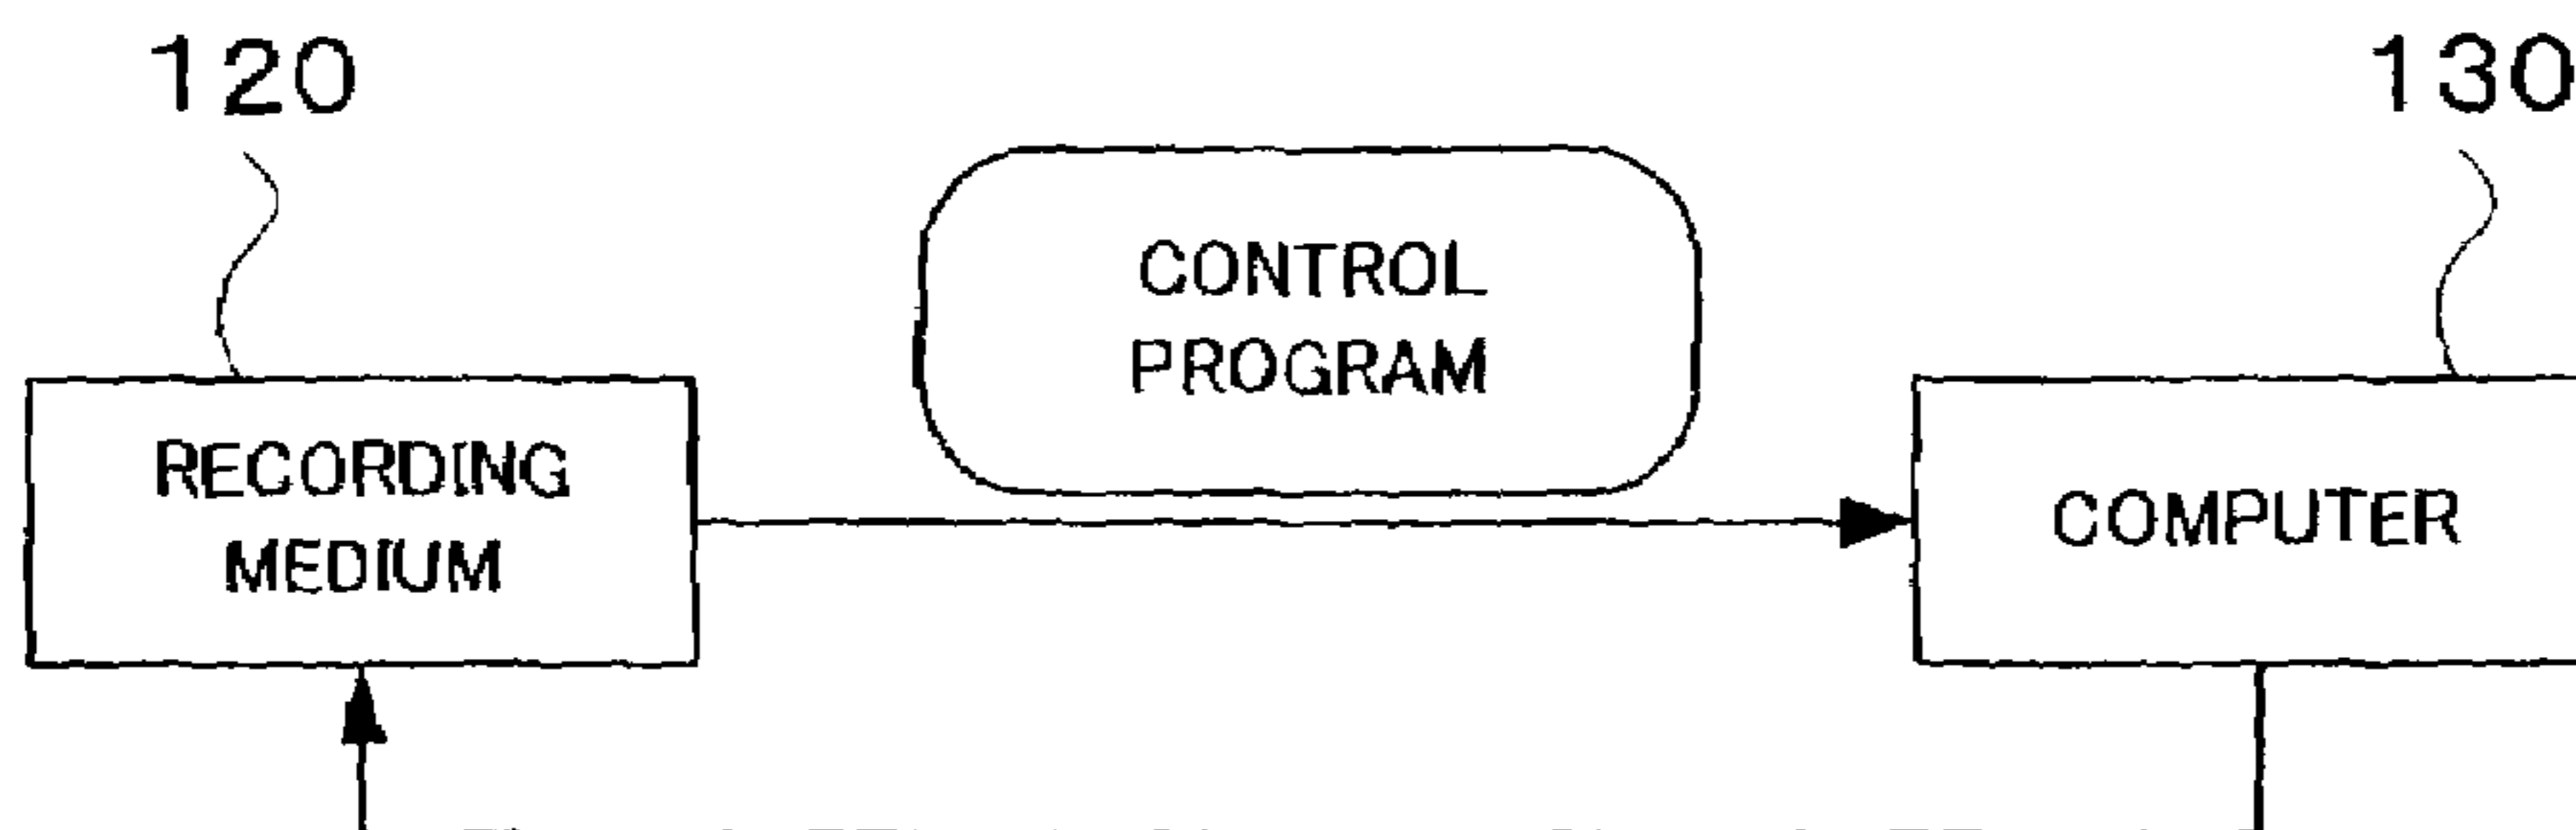 120
130
CONTROL
PROGRAM
RECORDING
MEDIUM
COMPUTER